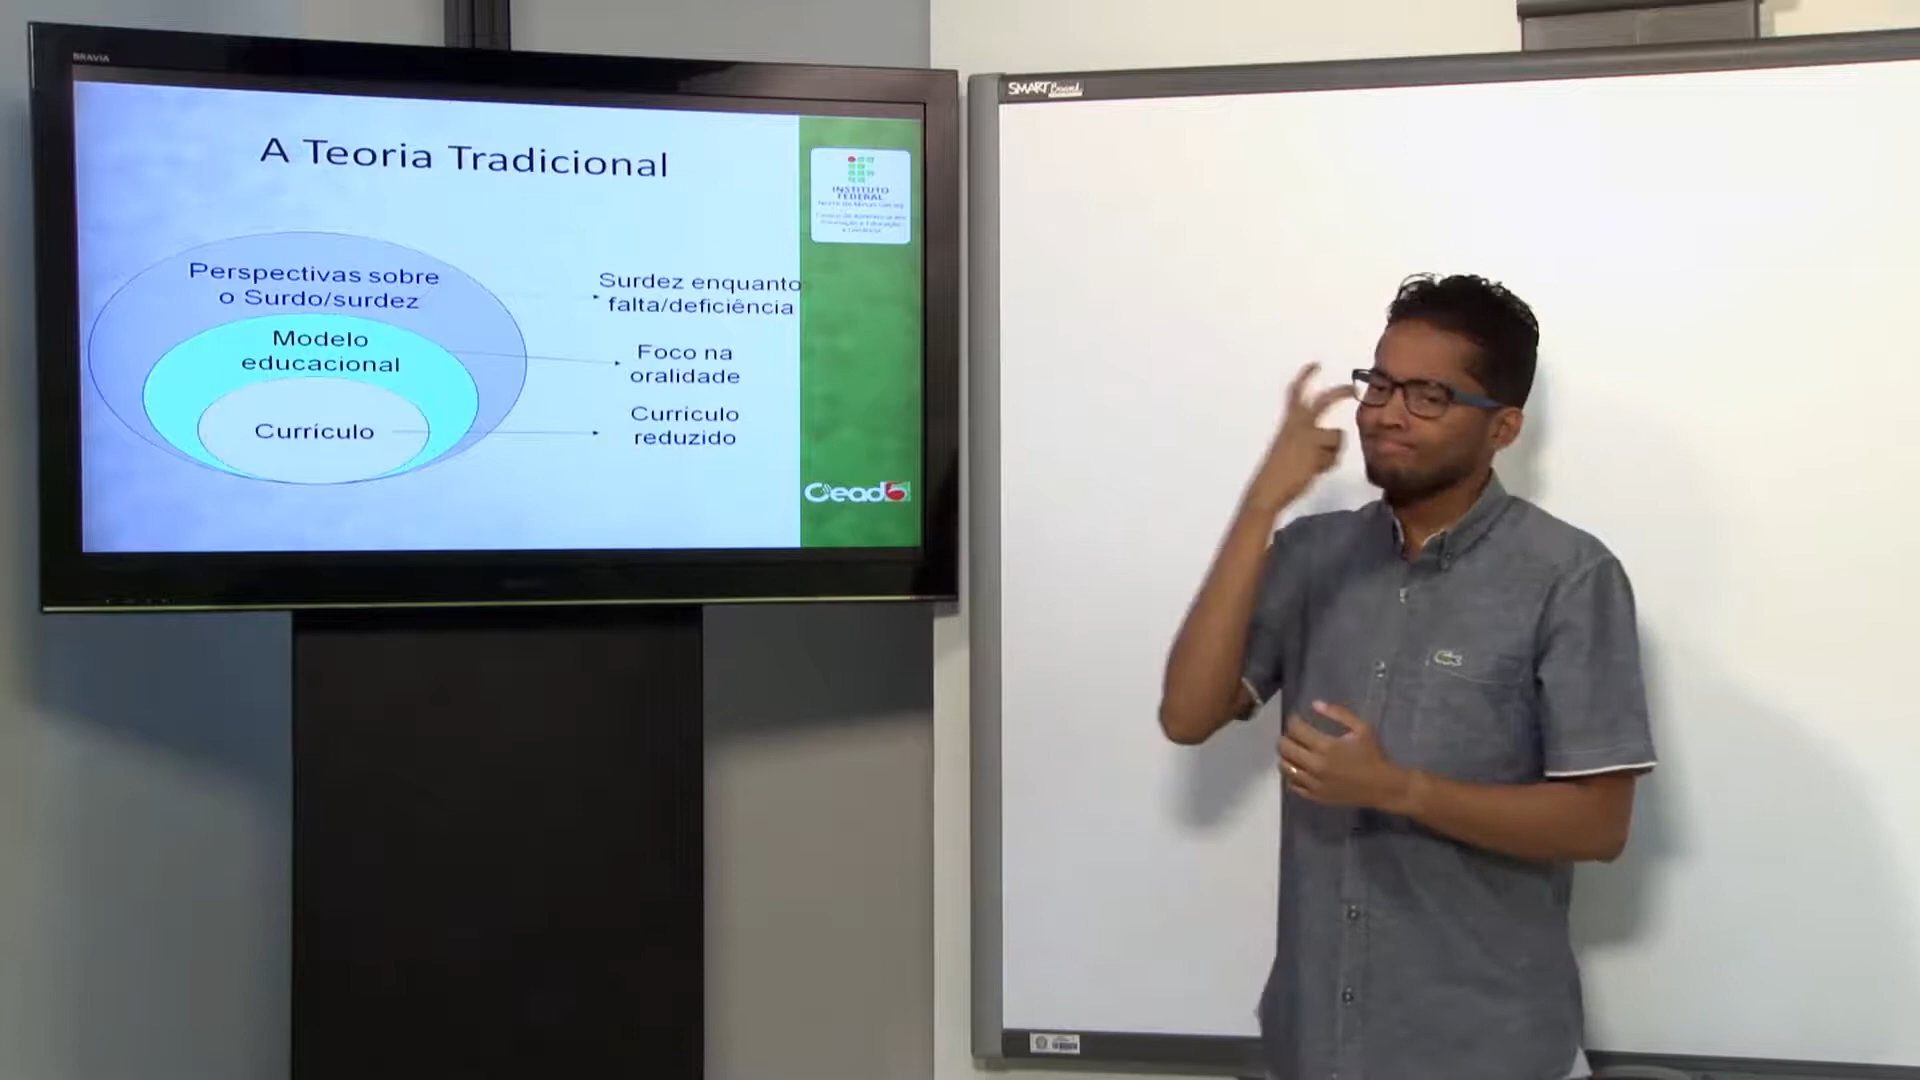 BRAVIA
A Teoria Tradicional
Perspectivas sobre
o Surdo/surdez
Modelo
educacional
Currículo
Surdez enquanto
falta/deficiência
Foco na
oralidade
Curriculo
reduzido
INSTITUTO
FEDERAL
Cead
SMART Board